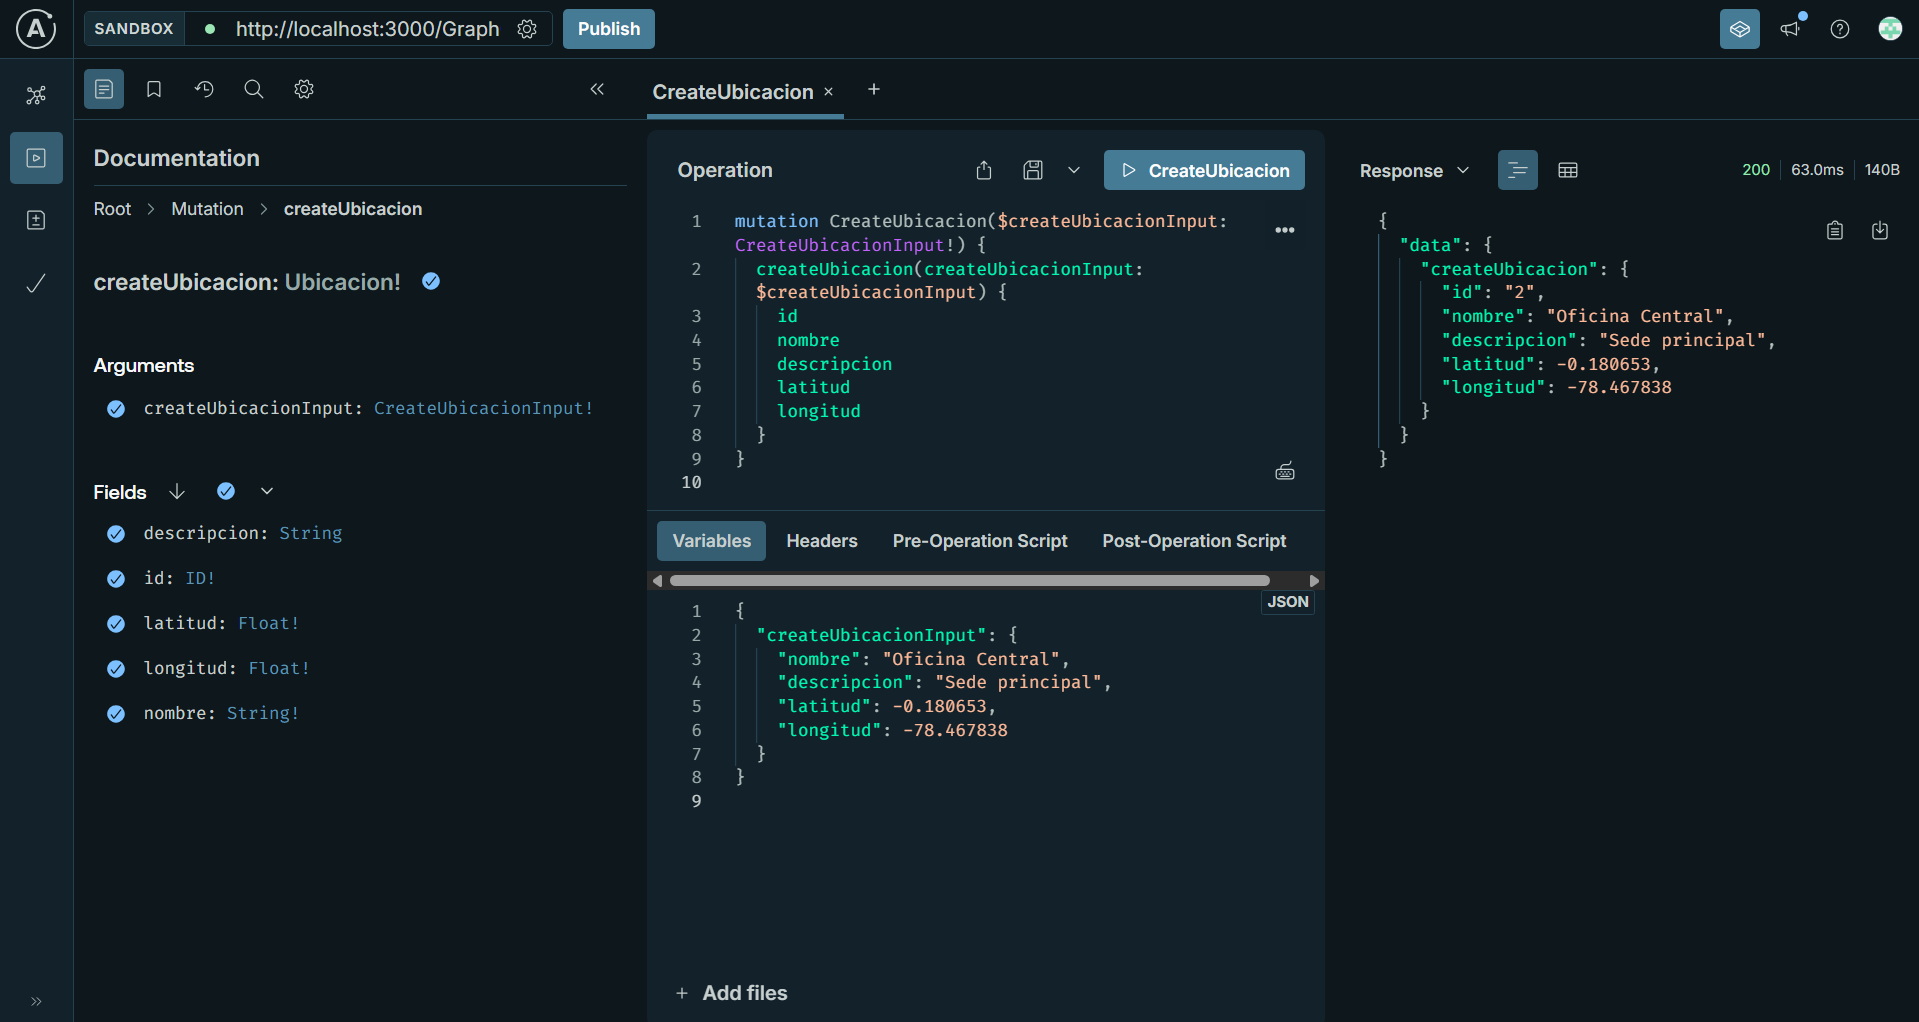 SANDBOX http://localhost:3000/Graph Publish
CreateUbicacion × +
Documentation
Root > Mutation > createUbicacion
createUbicacion: Ubicacion!
Arguments
createUbicacionInput: CreateUbicacionInput!
Fields
descripcion: String
id: ID!
latitud: Float!
longitud: Float!
nombre: String!
Operation
CreateUbicacion
1 mutation CreateUbicacion($createUbicacionInput:
CreateUbicacionInput!) {
2 createUbicacion(createUbicacionInput:
$createUbicacionInput) {
3 id
4 nombre
5 descripcion
6 latitud
7 longitud
8 }
9 }
10
Variables Headers Pre-Operation Script Post-Operation Script
JSON
1 {
2 "createUbicacionInput": {
3 "nombre": "Oficina Central",
4 "descripcion": "Sede principal",
5 "latitud": -0.180653,
6 "longitud": -78.467838
7 }
8 }
9
+ Add files
Response 200 63.0ms 140B
{
"data": {
"createUbicacion": {
"id": "2",
"nombre": "Oficina Central",
"descripcion": "Sede principal",
"latitud": -0.180653,
"longitud": -78.467838
}
}
}